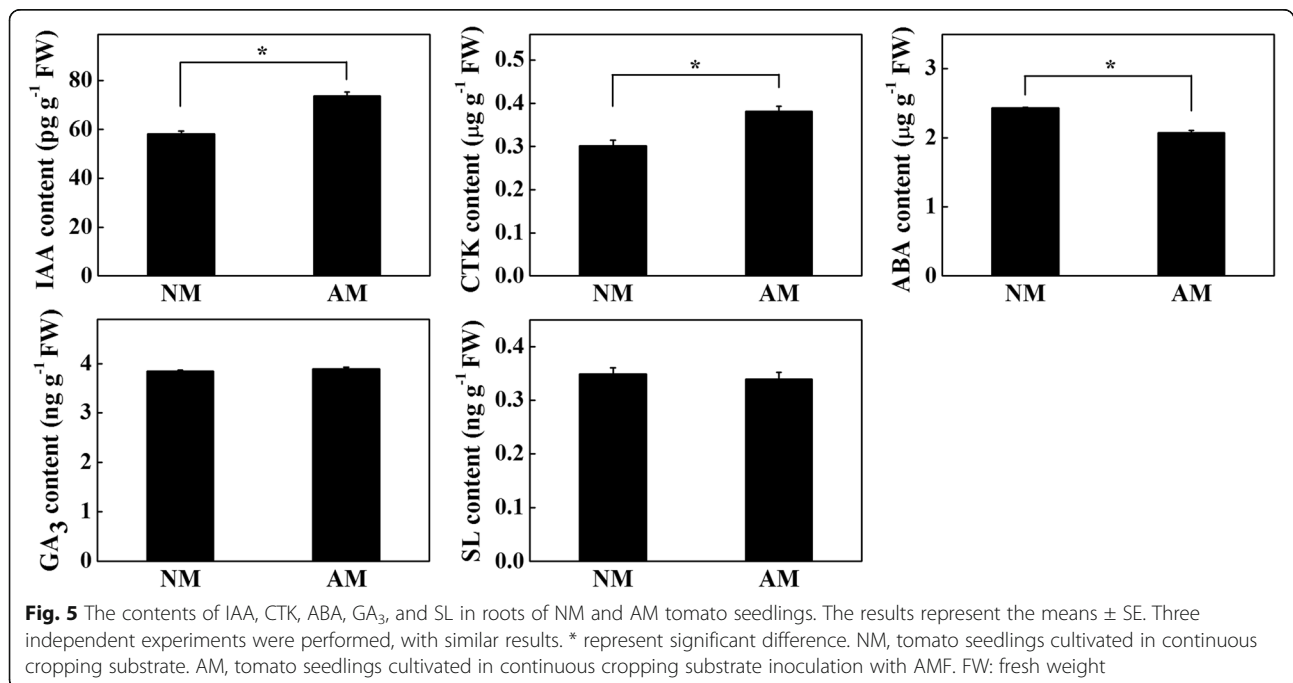 IAA content (pg g-1 FW)
80
60
40
20
0
*
NM AM
CTK content (µg g-1 FW)
0.5
0.4
0.3
0.2
0.1
0.0
*
NM AM
ABA content (µg g-1 FW)
3
2
1
0
*
NM AM
GA3 content (ng g-1 FW)
4
3
2
1
0
NM AM
SL content (ng g-1 FW)
0.4
0.3
0.2
0.1
0.0
NM AM
Fig. 5 The contents of IAA, CTK, ABA, GA3, and SL in roots of NM and AM tomato seedlings. The results represent the means ± SE. Three
independent experiments were performed, with similar results. * represent significant difference. NM, tomato seedlings cultivated in continuous
cropping substrate. AM, tomato seedlings cultivated in continuous cropping substrate inoculation with AMF. FW: fresh weight